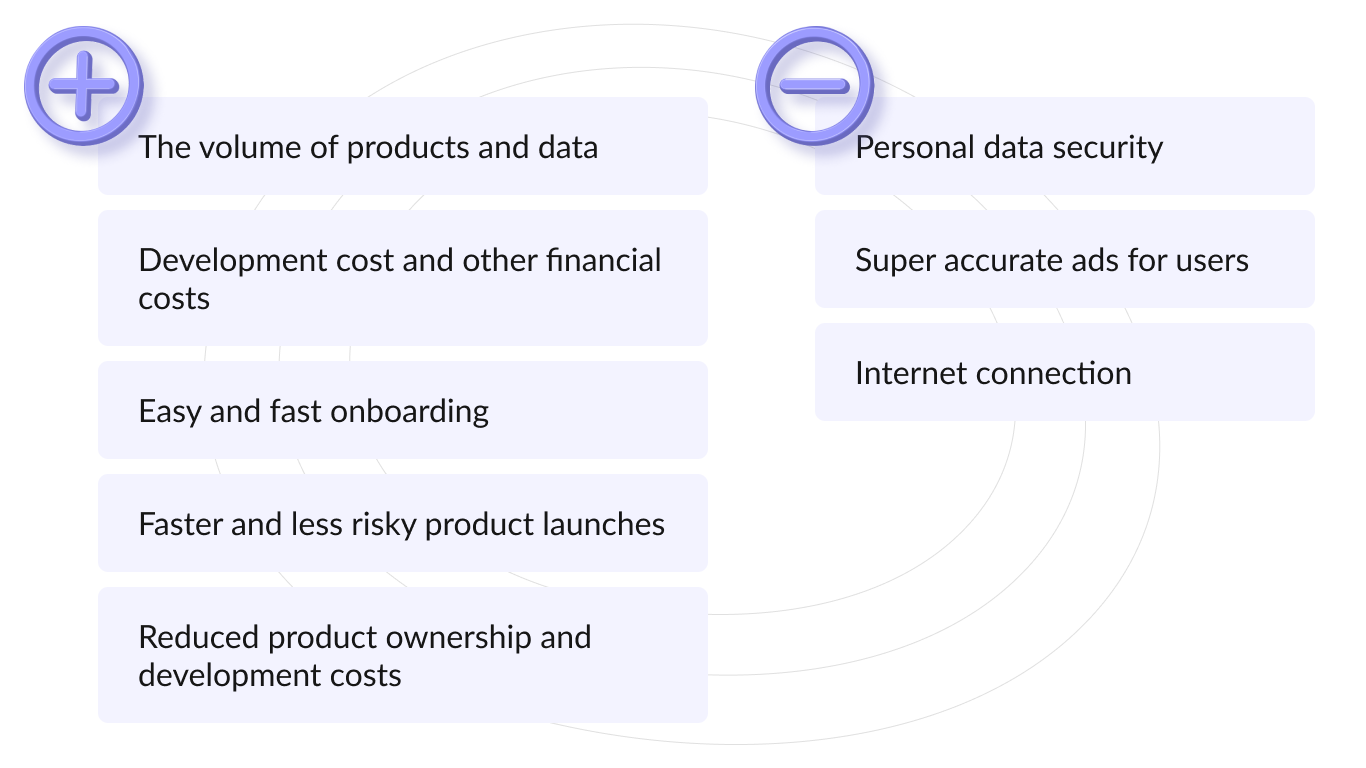 The volume of products and data
Development cost and other financial
costs
Easy and fast onboarding
Faster and less risky product launches
Reduced product ownership and
development costs
Personal data security
Super accurate ads for users
Internet connection